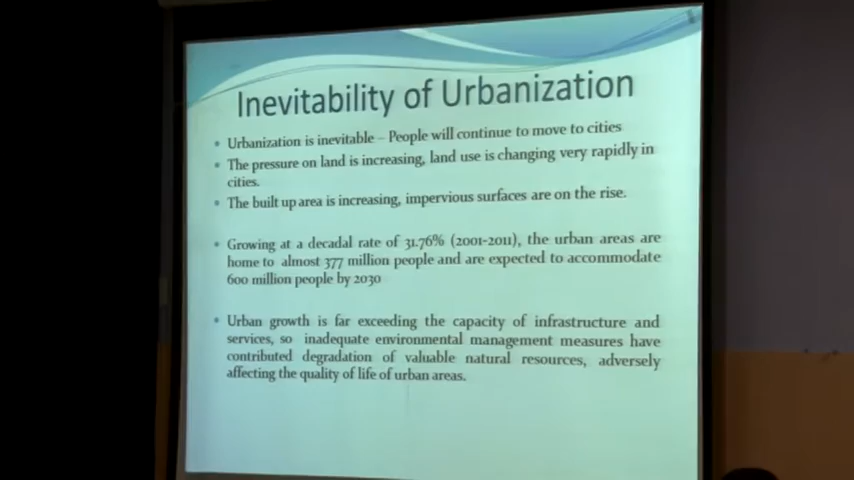 Inevitability of Urbanization
• Urbanization is inevitable – People will continue to move to cities
• The pressure on land is increasing, land use is changing very rapidly in
cities.
• The built up area is increasing, impervious surfaces are on the rise.
• Growing at a decadal rate of 31.76% (2001-2011), the urban areas are
home to almost 377 million people and are expected to accommodate
600 million people by 2030
• Urban growth is far exceeding the capacity of infrastructure and
services, so inadequate environmental management measures have
contributed degradation of valuable natural resources, adversely
affecting the quality of life of urban areas.